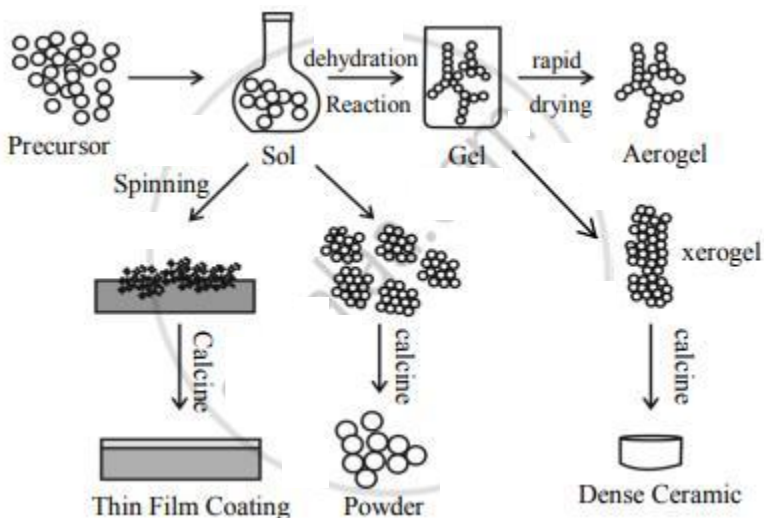 dehydration
Reaction
rapid
drying
Precursor
Sol
Gel
Aerogel
Spinning
xerogel
Calcine
calcine
calcine
Thin Film Coating
Powder
Dense Ceramic